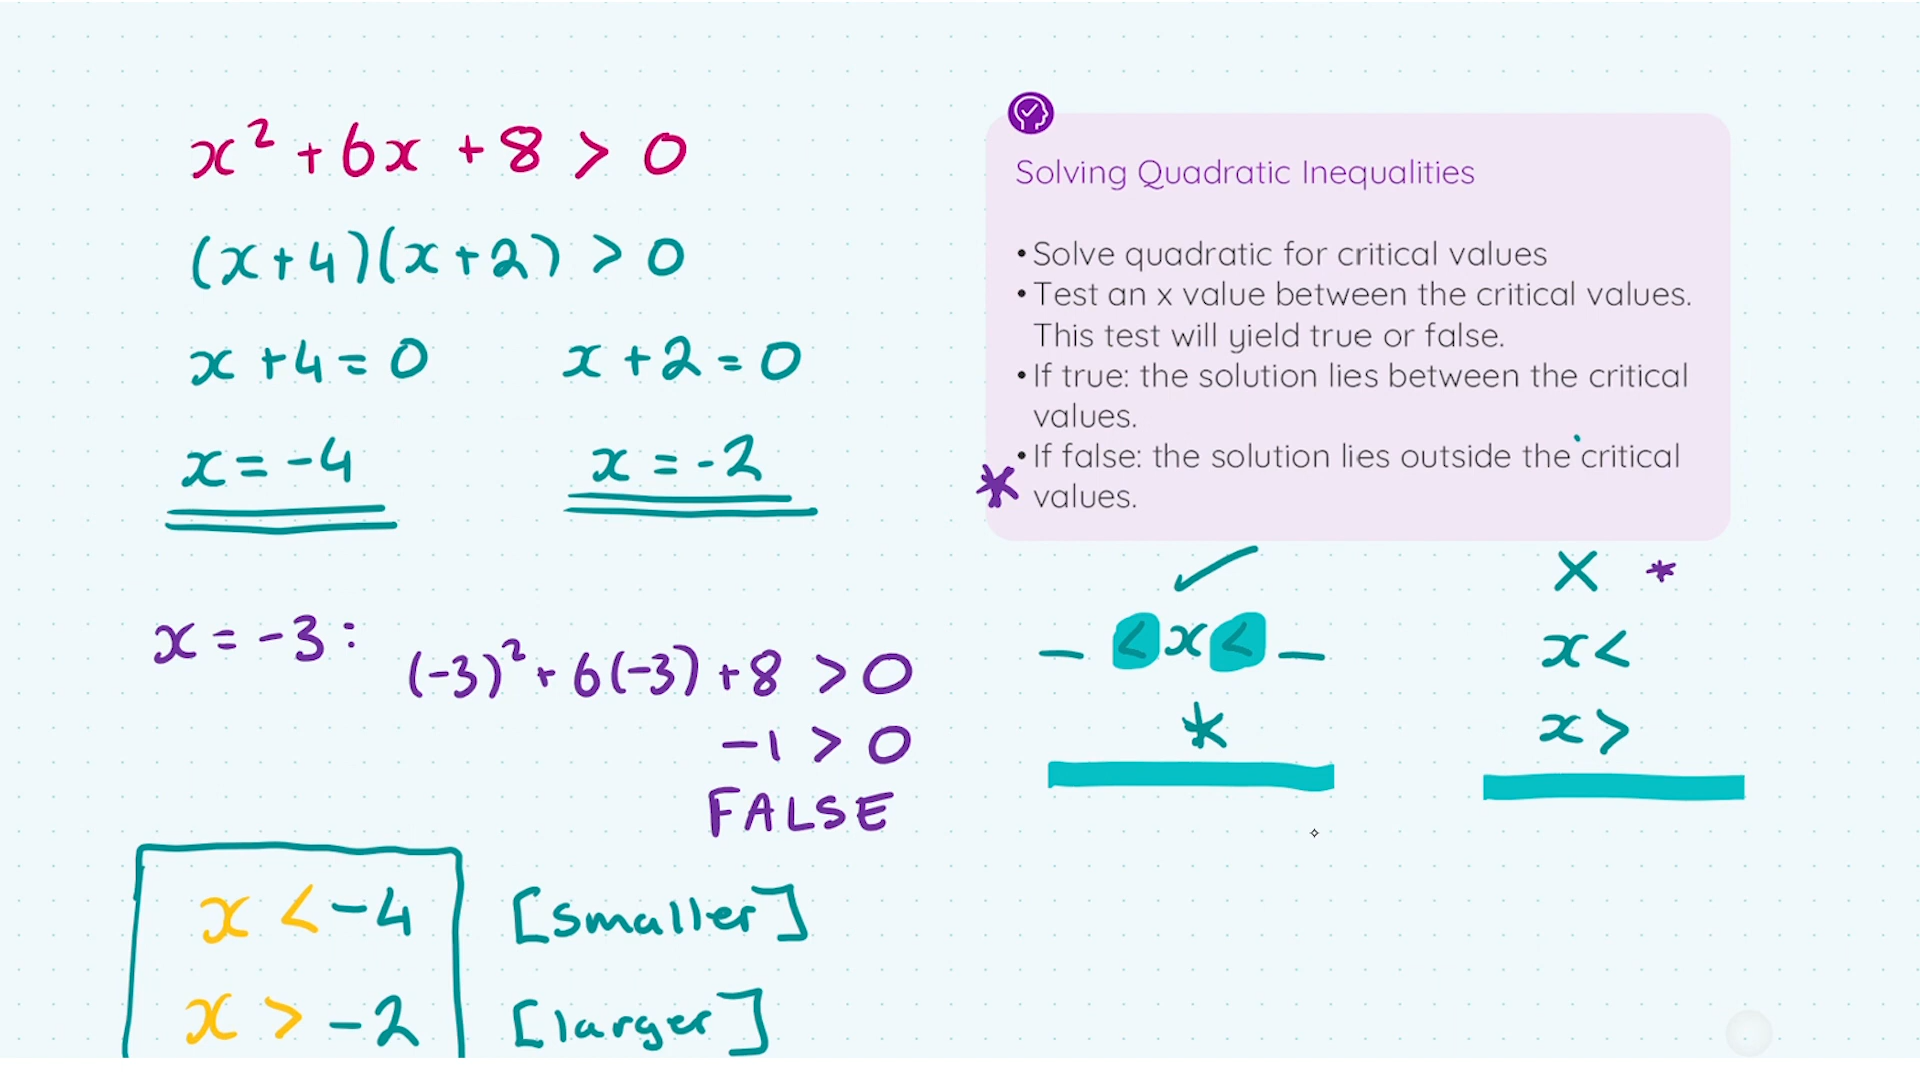 x² + 6x + 8 > 0
(x+4)(x+2) > 0
x + 4 = 0 x + 2 = 0
x = -4 x = -2
x = -3:
(-3)² + 6(-3) + 8 > 0
-1 > 0
FALSE
x < -4 [smaller]
x > -2 [larger]
Solving Quadratic Inequalities
• Solve quadratic for critical values
• Test an x value between the critical values.
This test will yield true or false.
• If true: the solution lies between the critical
values.
• If false: the solution lies outside the critical
* values.
✓
_ < x < _
*
× *
x <
x >